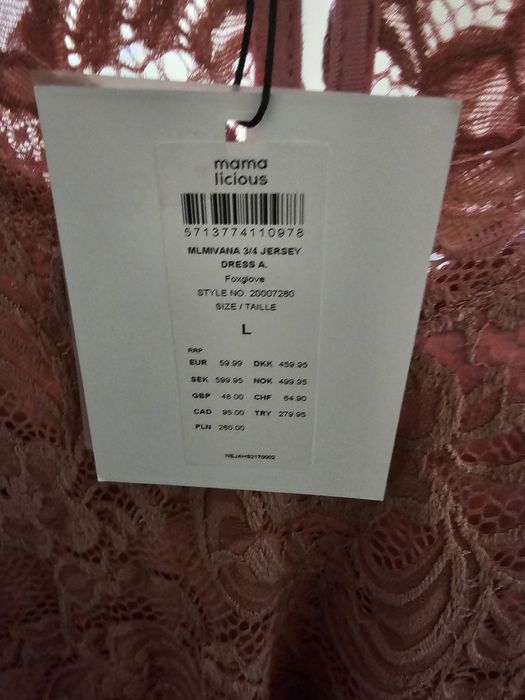 mama
licious
5713774110978
MLMIVANA 3/4 JERSEY
DRESS A.
Foxglove
STYLE NO. 20007260
SIZE / TAILLE
L
RRP
EUR 59.99 DKK 459.95
SEK 599.95 NOK 499.95
GBP 48.00 CHF 64.90
CAD 95.00 TRY 279.95
PLN 260.00